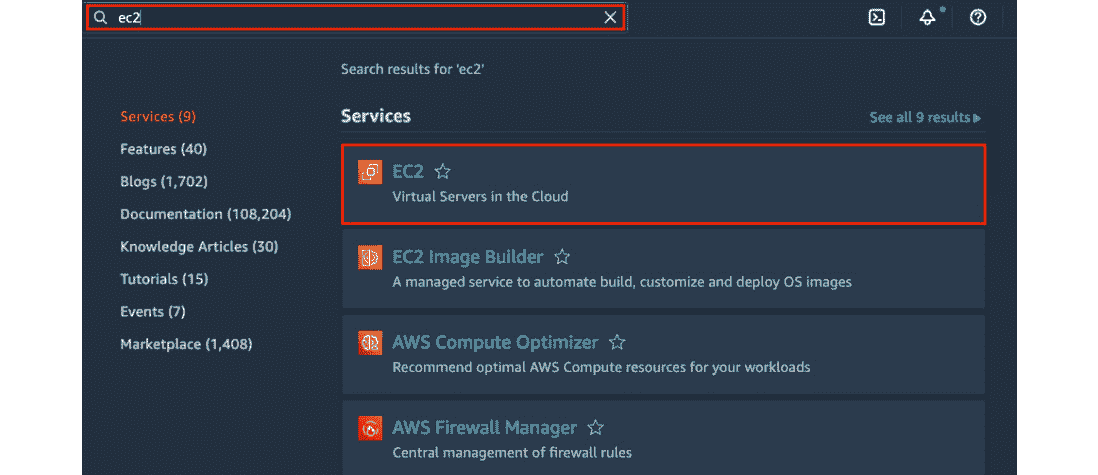 ec2
Search results for 'ec2'
Services (9)
Features (40)
Blogs (1,702)
Documentation (108,204)
Knowledge Articles (30)
Tutorials (15)
Events (7)
Marketplace (1,408)
Services
See all 9 results
EC2
Virtual Servers in the Cloud
EC2 Image Builder
A managed service to automate build, customize and deploy OS images
AWS Compute Optimizer
Recommend optimal AWS Compute resources for your workloads
AWS Firewall Manager
Central management of firewall rules